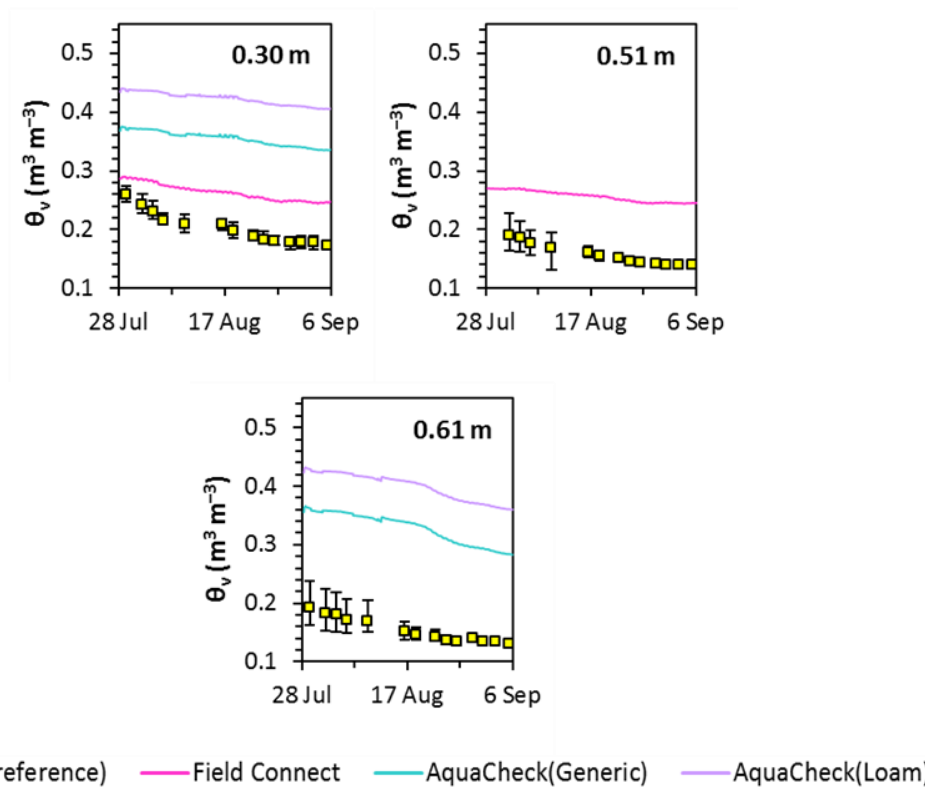 0.30 m
0.5
0.4
0.3
0.2
0.1
θv (m³ m⁻³)
28 Jul 17 Aug 6 Sep
0.51 m
0.5
0.4
0.3
0.2
0.1
θv (m³ m⁻³)
28 Jul 17 Aug 6 Sep
0.61 m
0.5
0.4
0.3
0.2
0.1
θv (m³ m⁻³)
28 Jul 17 Aug 6 Sep
reference) Field Connect AquaCheck(Generic) AquaCheck(Loam)